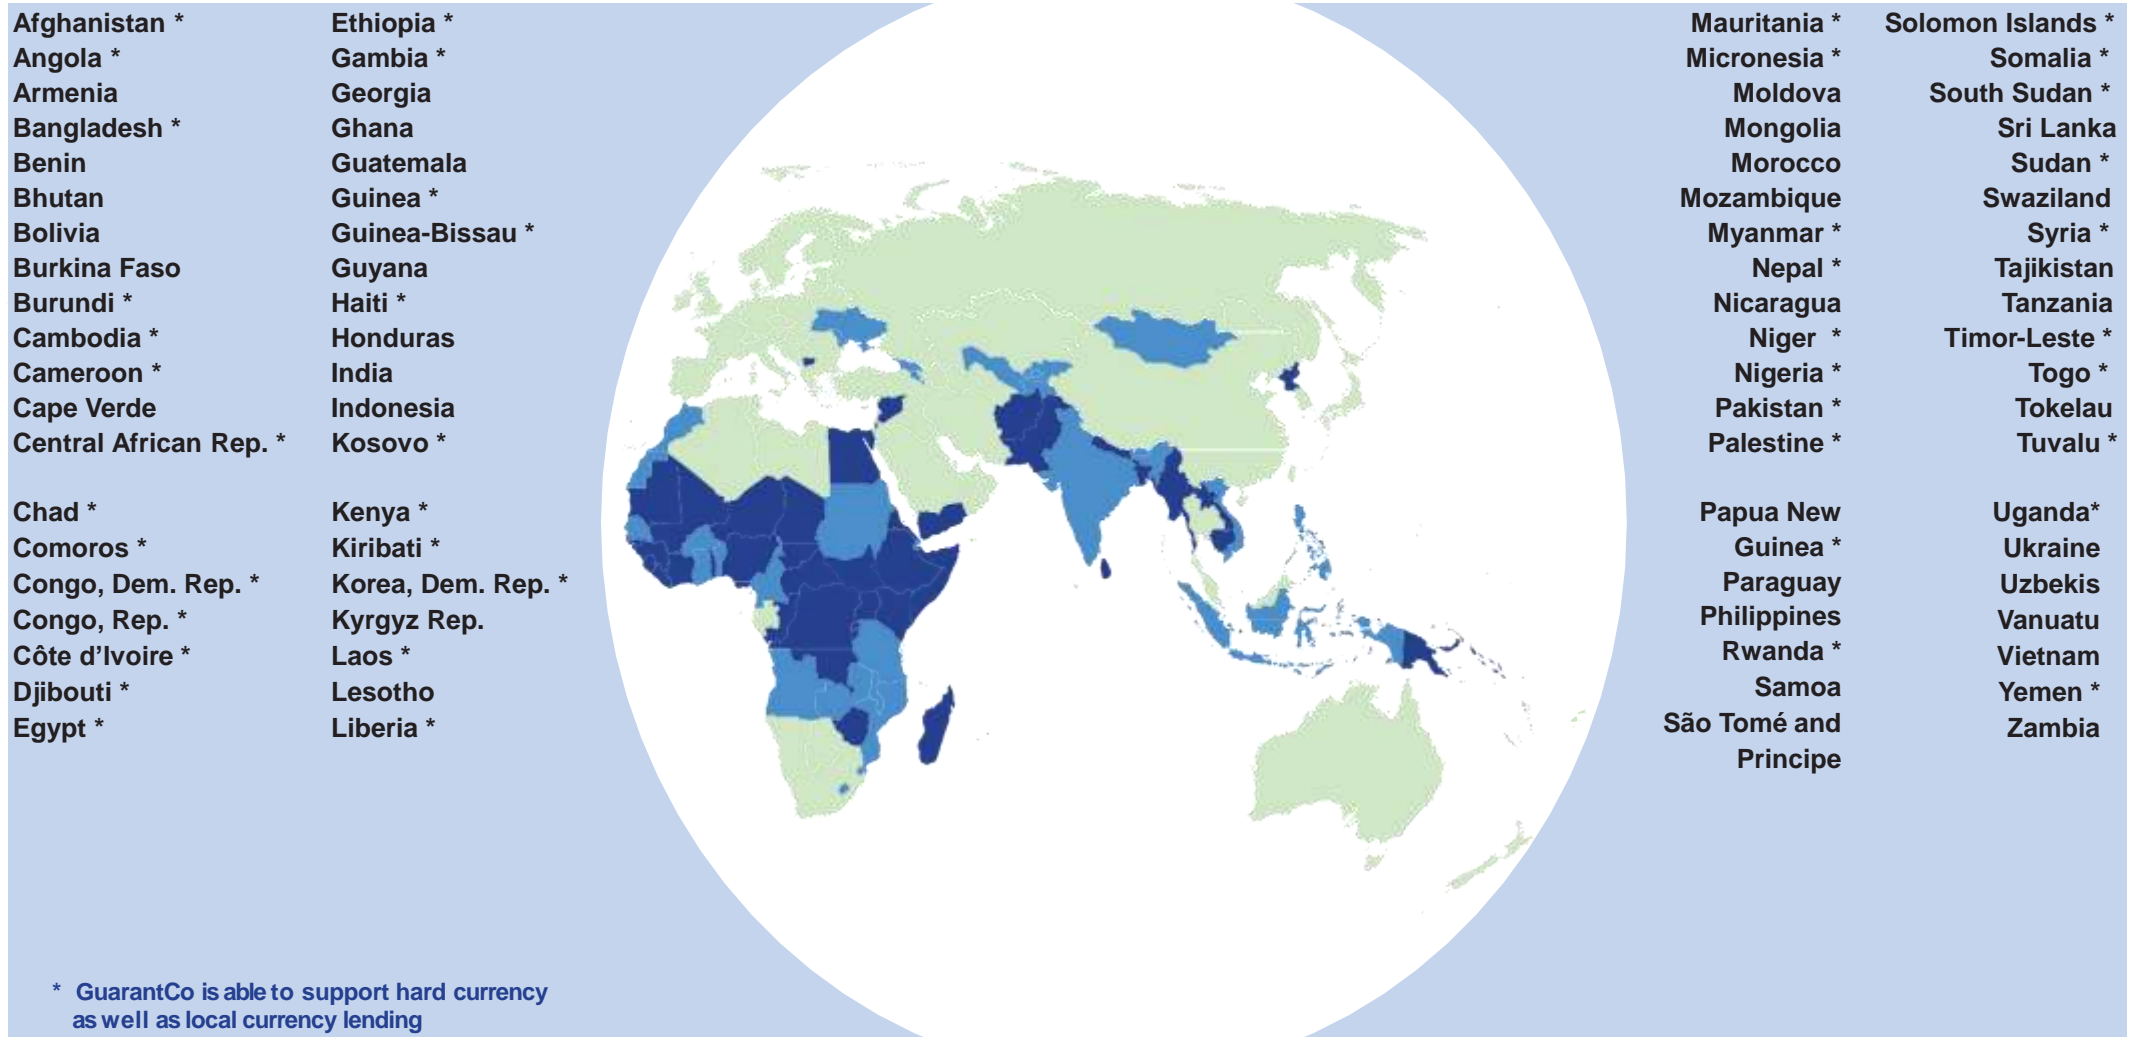 Afghanistan *
Angola *
Armenia
Bangladesh *
Benin
Bhutan
Bolivia
Burkina Faso
Burundi *
Cambodia *
Cameroon *
Cape Verde
Central African Rep. *
Chad *
Comoros *
Congo, Dem. Rep. *
Congo, Rep. *
Côte d’Ivoire *
Djibouti *
Egypt *
Ethiopia *
Gambia *
Georgia
Ghana
Guatemala
Guinea *
Guinea-Bissau *
Guyana
Haiti *
Honduras
India
Indonesia
Kosovo *
Kenya *
Kiribati *
Korea, Dem. Rep. *
Kyrgyz Rep.
Laos *
Lesotho
Liberia *
Mauritania *
Micronesia *
Moldova
Mongolia
Morocco
Mozambique
Myanmar *
Nepal *
Nicaragua
Niger *
Nigeria *
Pakistan *
Palestine *
Papua New
Guinea *
Paraguay
Philippines
Rwanda *
Samoa
São Tomé and
Principe
Solomon Islands *
Somalia *
South Sudan *
Sri Lanka
Sudan *
Swaziland
Syria *
Tajikistan
Tanzania
Timor-Leste *
Togo *
Tokelau
Tuvalu *
Uganda*
Ukraine
Uzbekis
Vanuatu
Vietnam
Yemen *
Zambia
* GuarantCo is able to support hard currency
as well as local currency lending